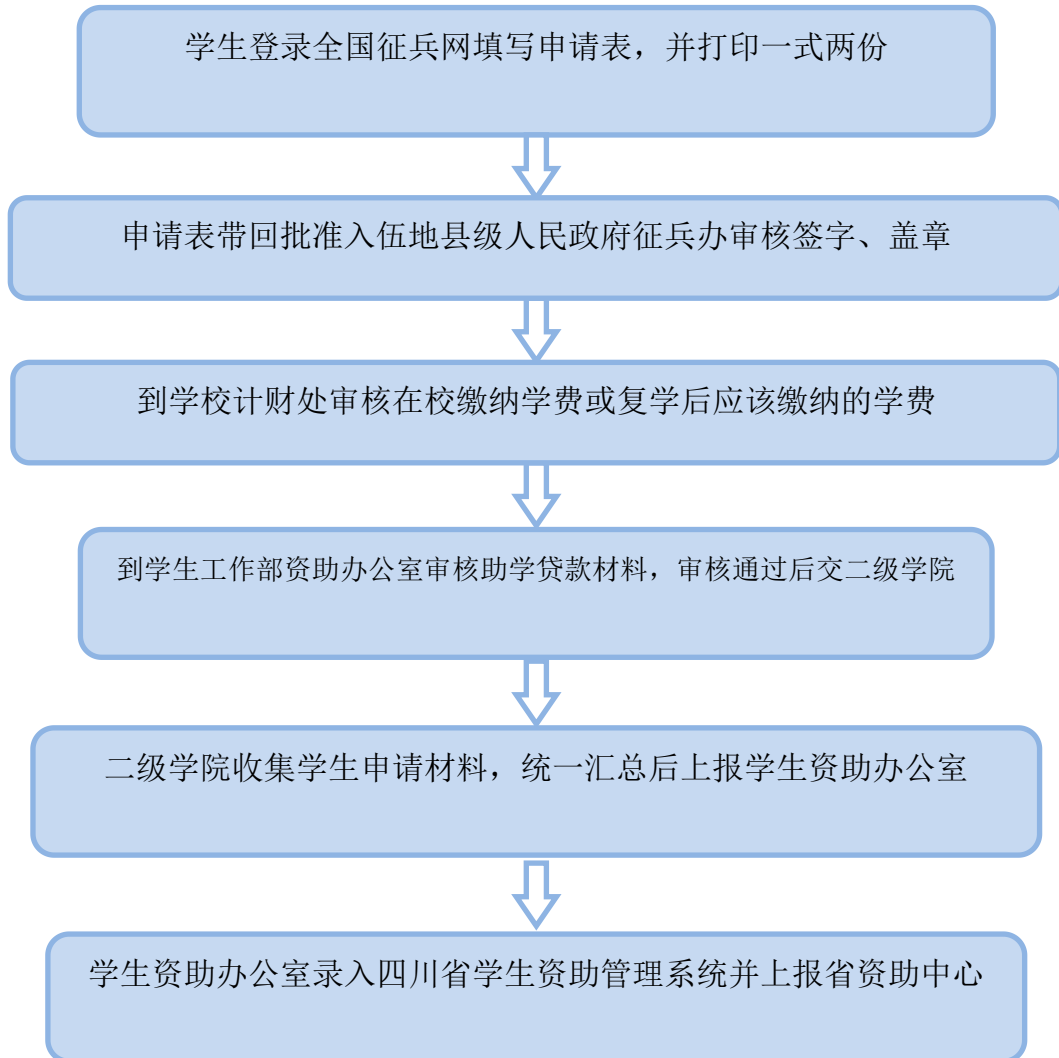 学生登录全国征兵网填写申请表，并打印一式两份
申请表带回批准入伍地县级人民政府征兵办审核签字、盖章
到学校计财处审核在校缴纳学费或复学后应该缴纳的学费
到学生工作部资助办公室审核助学贷款材料，审核通过后交二级学院
二级学院收集学生申请材料，统一汇总后上报学生资助办公室
学生资助办公室录入四川省学生资助管理系统并上报省资助中心